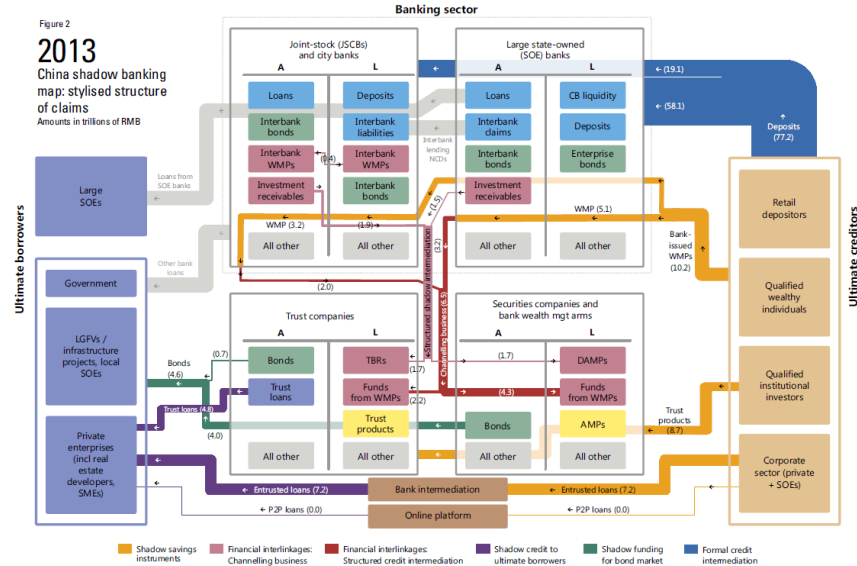 Figure 2
2013
China shadow banking
map: stylised structure
of claims
Amounts in trillions of RMB
Banking sector
Joint-stock (JSCBs)
and city banks
A
L
Loans
Deposits
Interbank
bonds
Interbank
liabilities
Interbank
WMPs
(0.4)
Interbank
WMPs
Investment
receivables
Interbank
bonds
WMP (3.2)
(1.9)
All other
All other
(2.0)
Large state-owned
(SOE) banks
A
L
Loans
CB liquidity
Interbank
claims
Deposits
Interbank
bonds
Enterprise
bonds
Investment
receivables
WMP (5.1)
All other
All other
Interbank
lending
NCDs
(1.5)
(3.2)
Structured shadow intermediation
Channelling business (6.5)
(19.1)
(58.1)
Deposits
(77.2)
Ultimate borrowers
Large
SOEs
Loans from
SOE banks
Other bank
loans
Government
LGFVs /
infrastructure
projects, local
SOEs
Private
enterprises
(incl real
estate
developers,
SMEs)
Bonds
(4.6)
(0.7)
Trust loans (4.8)
(4.0)
Trust companies
A
L
Bonds
TBRs
(1.7)
Trust
loans
Funds
from WMPs
(2.2)
Trust
products
All other
All other
Securities companies and
bank wealth mgt arms
A
L
(1.7)
DAMPs
(4.3)
Funds
from WMPs
Bonds
AMPs
All other
All other
Ultimate creditors
Retail
depositors
Bank-
issued
WMPs
(10.2)
Qualified
wealthy
individuals
Qualified
institutional
investors
Trust
products
(8.7)
Corporate
sector (private
+ SOEs)
Entrusted loans (7.2)
Bank intermediation
Entrusted loans (7.2)
P2P loans (0.0)
Online platform
P2P loans (0.0)
Shadow savings
instruments
Financial interlinkages:
Channelling business
Financial interlinkages:
Structured credit intermediation
Shadow credit to
ultimate borrowers
Shadow funding
for bond market
Formal credit
intermediation